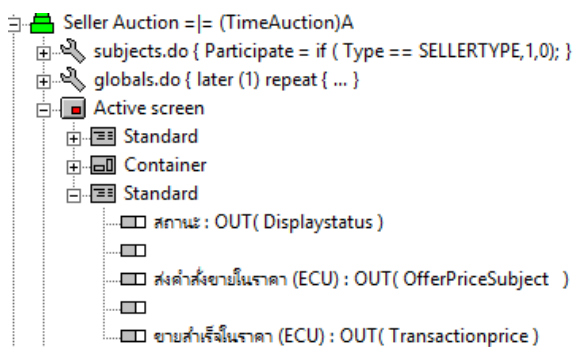 Seller Auction =|= (TimeAuction)A
subjects.do { Participate = if ( Type == SELLERTYPE,1,0); }
globals.do { later (1) repeat { ... }
Active screen
Standard
Container
Standard
สถานะ : OUT( Displaystatus )
ส่งคำสั่งขายในราคา (ECU) : OUT( OfferPriceSubject )
ขายสำเร็จในราคา (ECU) : OUT( Transactionprice )